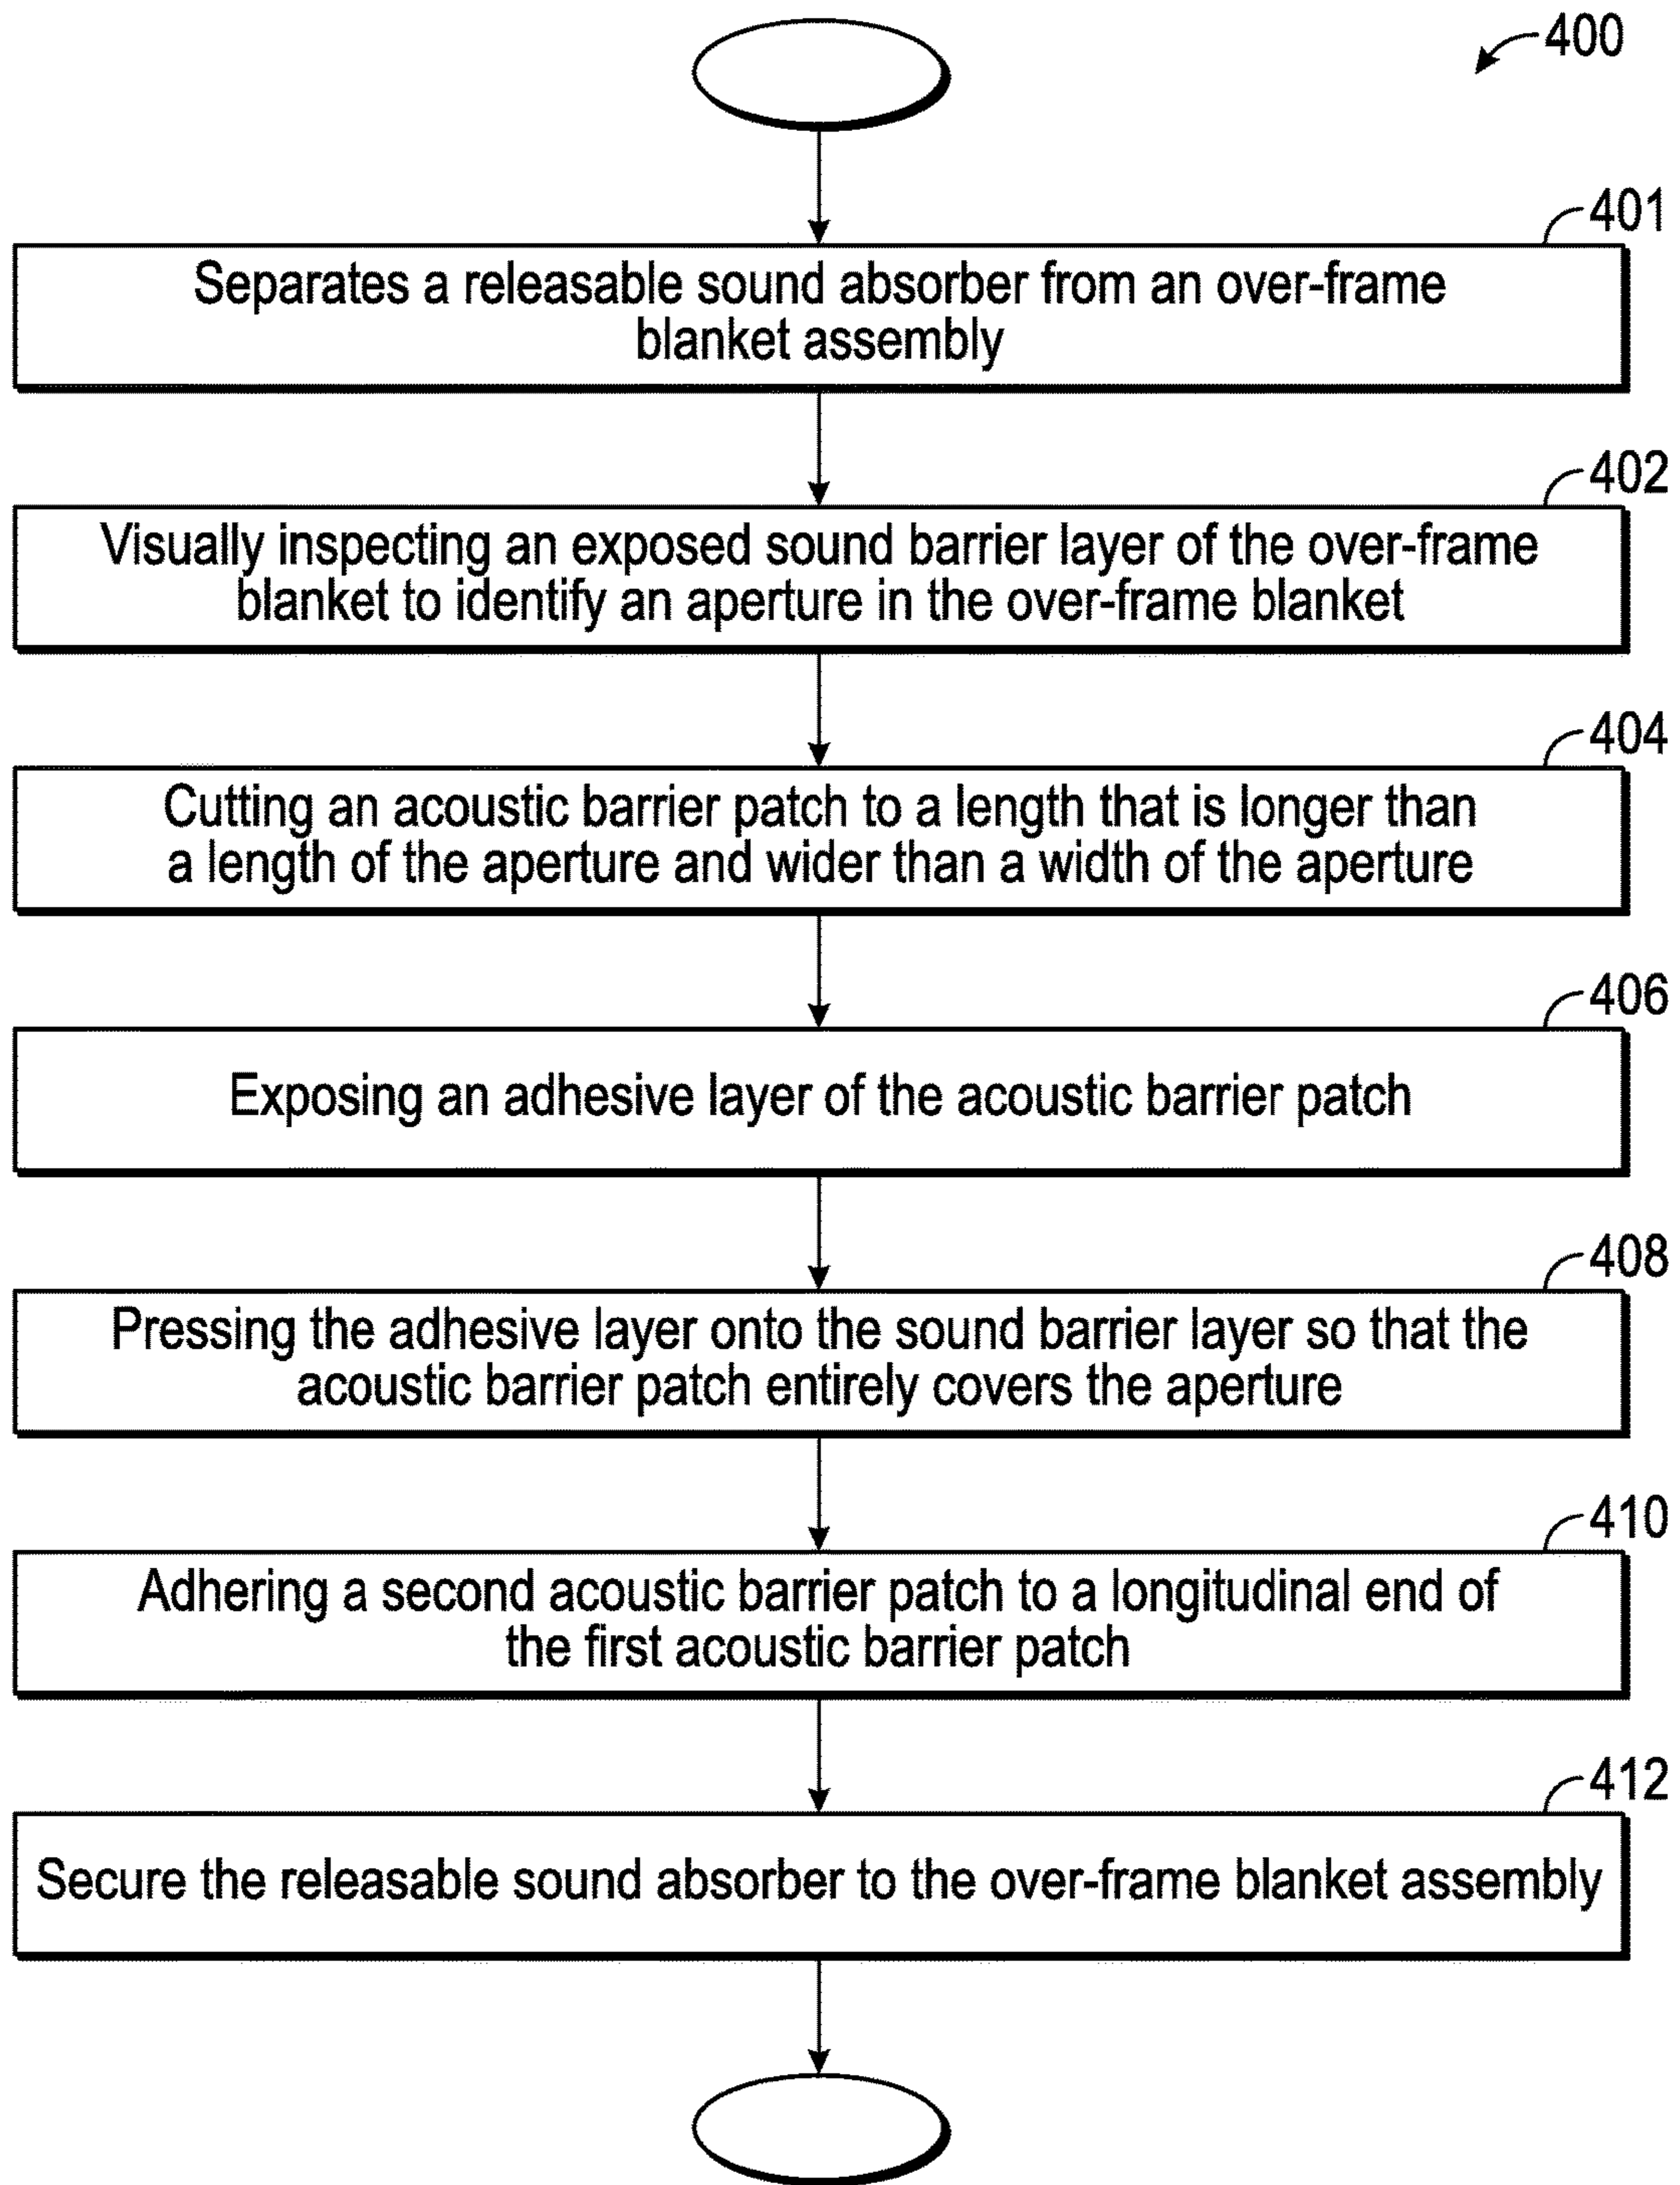 400
401
Separates a releasable sound absorber from an over-frame
blanket assembly
402
Visually inspecting an exposed sound barrier layer of the over-frame
blanket to identify an aperture in the over-frame blanket
404
Cutting an acoustic barrier patch to a length that is longer than
a length of the aperture and wider than a width of the aperture
406
Exposing an adhesive layer of the acoustic barrier patch
408
Pressing the adhesive layer onto the sound barrier layer so that the
acoustic barrier patch entirely covers the aperture
410
Adhering a second acoustic barrier patch to a longitudinal end of
the first acoustic barrier patch
412
Secure the releasable sound absorber to the over-frame blanket assembly